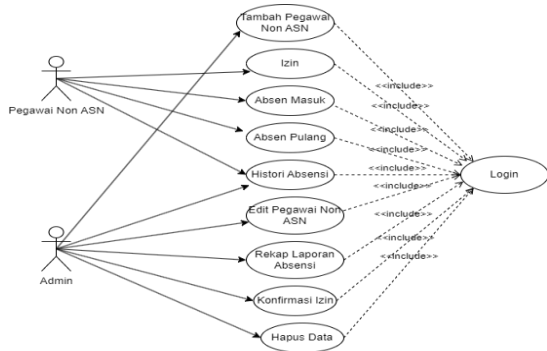 Tambah Pegawai
Non ASN
Izin
<<include>>
Pegawai Non ASN
Absen Masuk
<<include>>
Absen Pulang
<<include>>
<<include>>
Histori Absensi
<<include>>
Login
<<include>>
Edit Pegawai Non
ASN
<<include>>
Rekap Laporan
Absensi
<<include>>
Admin
<<Include>>
Konfirmasi Izin
Hapus Data